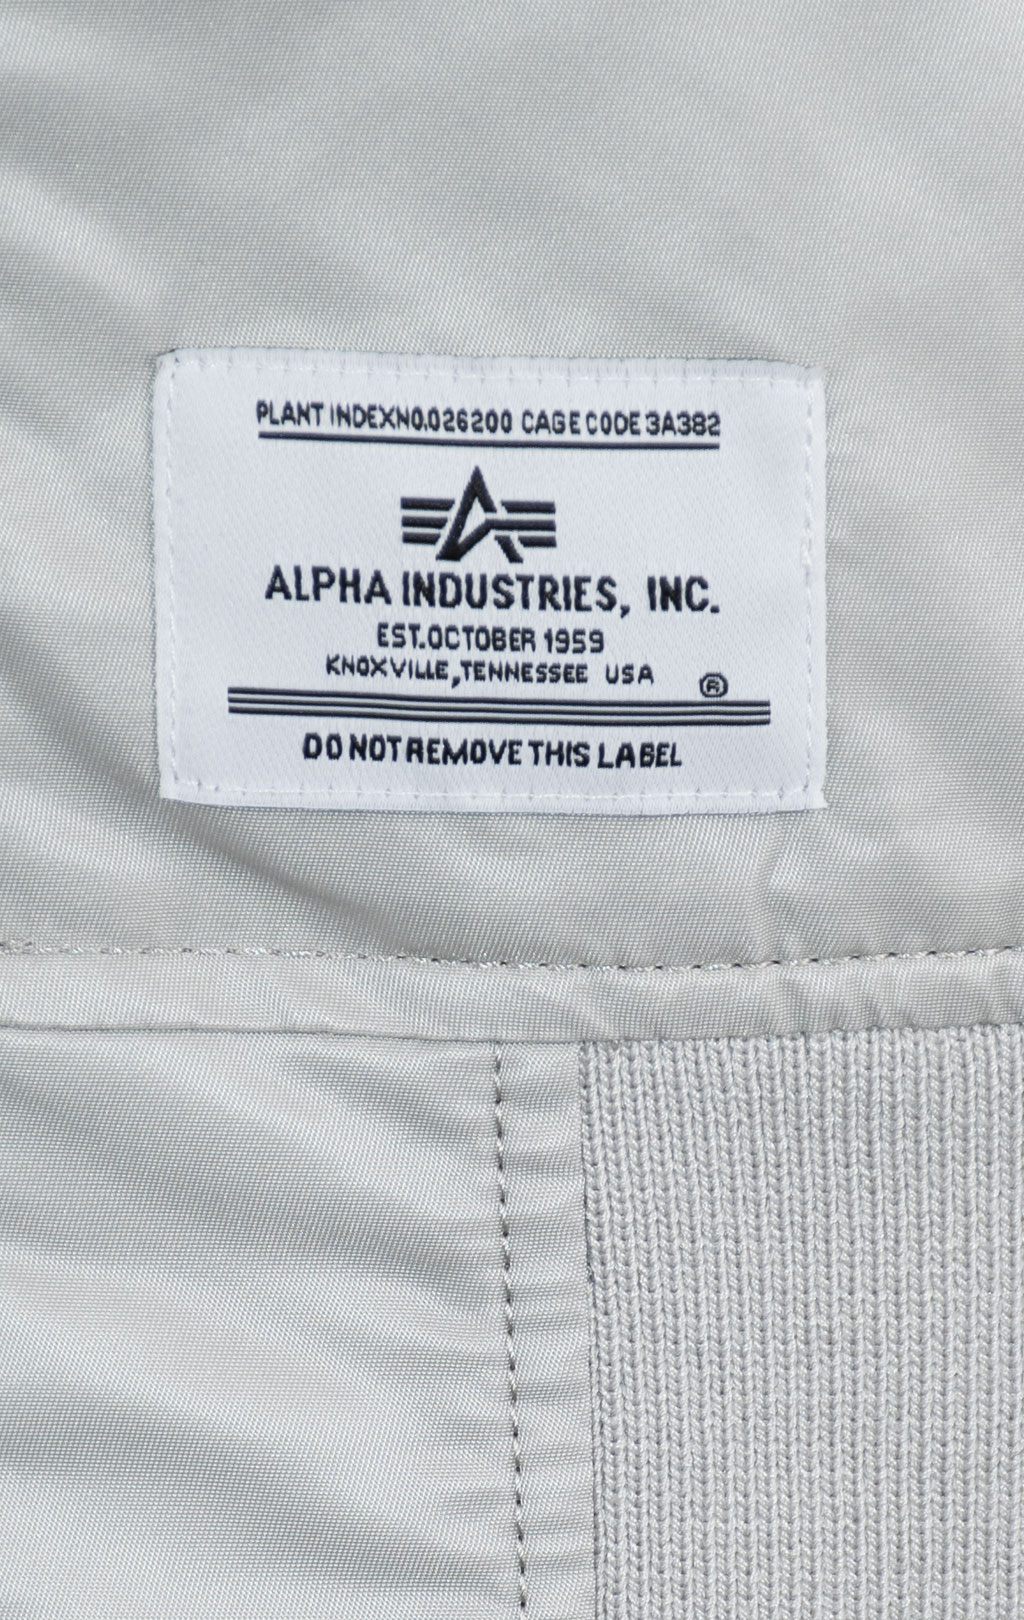 PLANT INDEXNO.026200 CAGE CODE 3A382
ALPHA INDUSTRIES, INC.
EST.OCTOBER 1959
KNOXVILLE,TENNESSEE USA ®
DO NOT REMOVE THIS LABEL